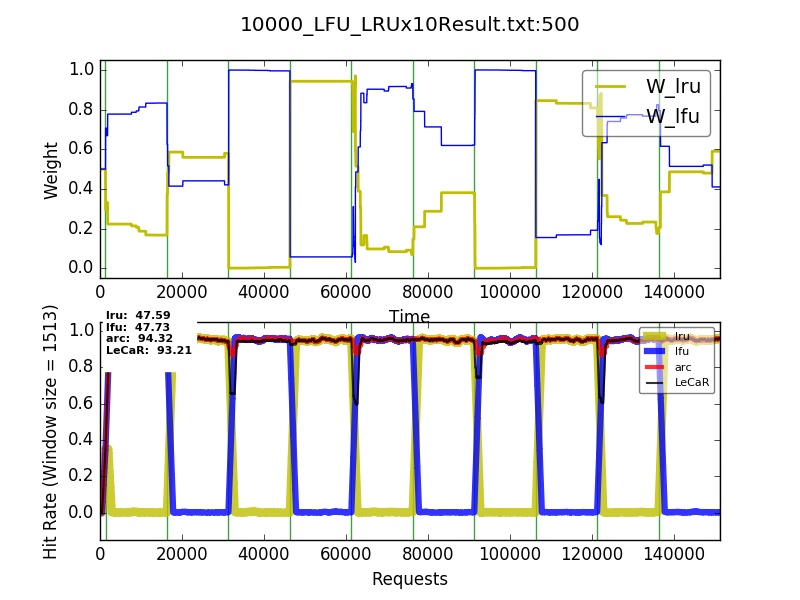 10000_LFU_LRUx10Result.txt:500
1.0
0.8
0.6
0.4
0.2
0.0
Weight
W_lru
W_lfu
0 20000 40000 60000 80000 100000 120000 140000
Time
lru: 47.59
lfu: 47.73
arc: 94.32
LeCaR: 93.21
1.0
0.8
0.6
0.4
0.2
0.0
Hit Rate (Window size = 1513)
lru
lfu
arc
LeCaR
0 20000 40000 60000 80000 100000 120000 140000
Requests